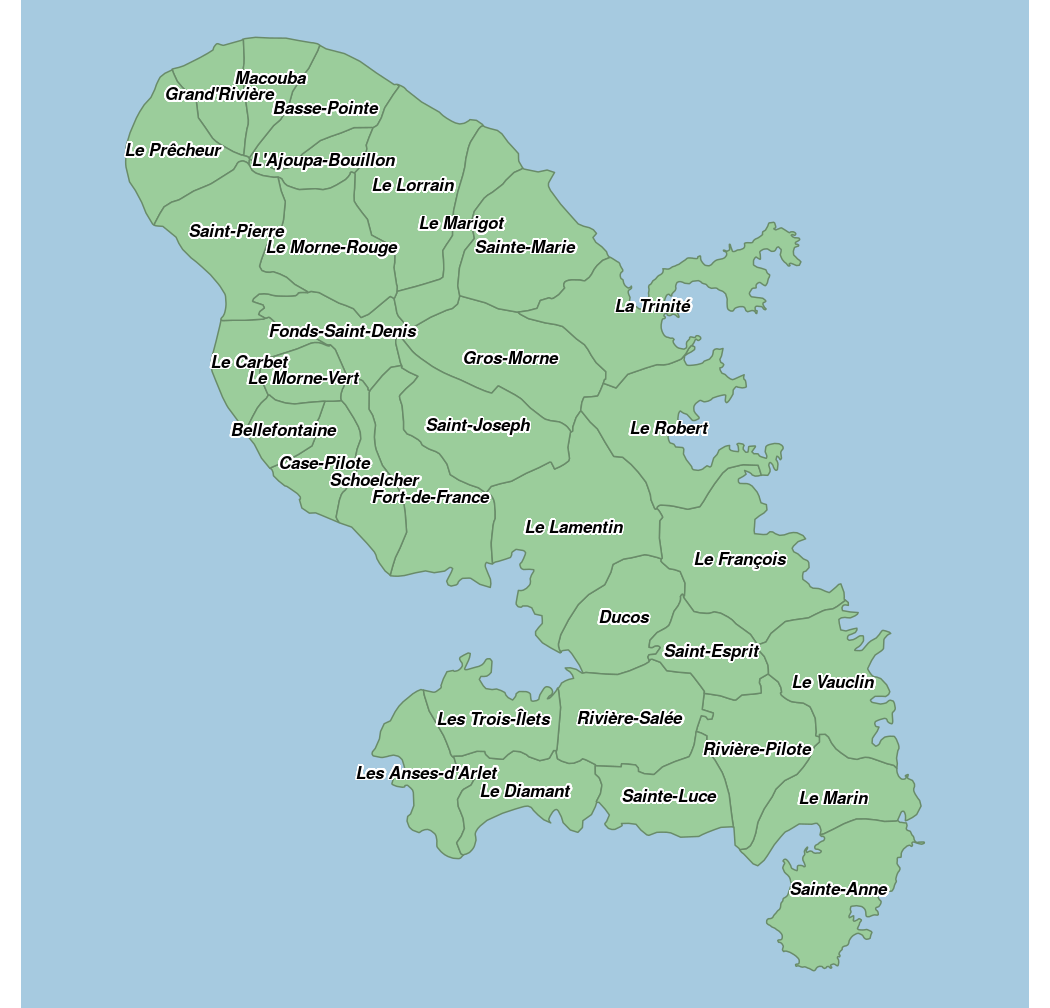 Macouba
Grand'Rivière
Basse-Pointe
Le Prêcheur
L'Ajoupa-Bouillon
Le Lorrain
Le Marigot
Saint-Pierre
Le Morne-Rouge
Sainte-Marie
La Trinité
Fonds-Saint-Denis
Gros-Morne
Le Carbet
Le Morne-Vert
Saint-Joseph
Le Robert
Bellefontaine
Case-Pilote
Schoelcher
Fort-de-France
Le Lamentin
Le François
Ducos
Saint-Esprit
Le Vauclin
Les Trois-Îlets
Rivière-Salée
Rivière-Pilote
Les Anses-d'Arlet
Le Diamant
Sainte-Luce
Le Marin
Sainte-Anne